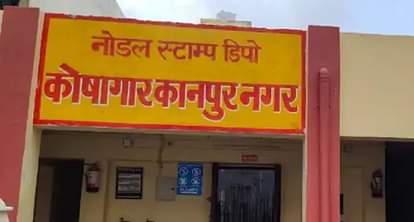 नोडल स्टाम्प डिपो
कोषागार कानपुर नगर